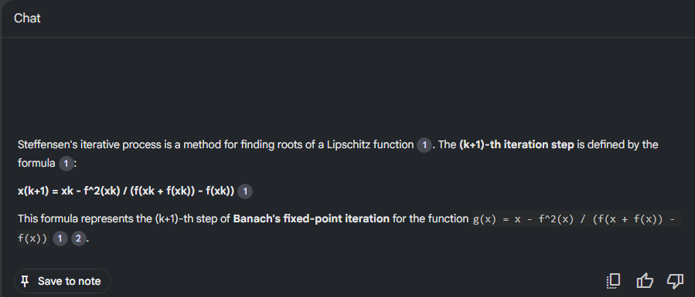 Chat
Steffensen's iterative process is a method for finding roots of a Lipschitz function 1 . The (k+1)-th iteration step is defined by the
formula 1 :
x(k+1) = xk - f^2(xk) / (f(xk + f(xk)) - f(xk)) 1
This formula represents the (k+1)-th step of Banach's fixed-point iteration for the function g(x) = x - f^2(x) / (f(x + f(x)) -
f(x)) 1 2 .
Save to note